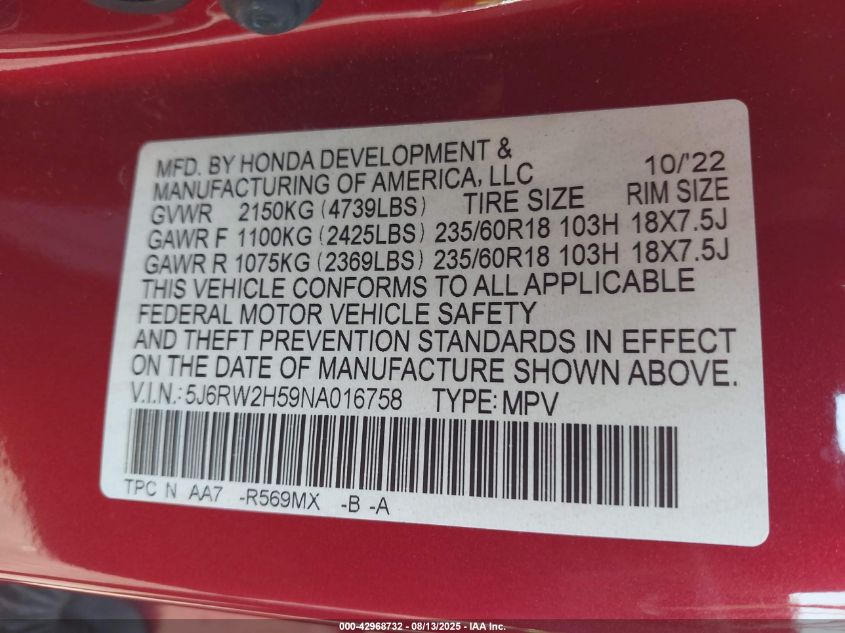 MFD. BY HONDA DEVELOPMENT & 10/'22
MANUFACTURING OF AMERICA, LLC
GVWR 2150KG (4739LBS) TIRE SIZE RIM SIZE
GAWR F 1100KG (2425LBS) 235/60R18 103H 18X7.5J
GAWR R 1075KG (2369LBS) 235/60R18 103H 18X7.5J
THIS VEHICLE CONFORMS TO ALL APPLICABLE
FEDERAL MOTOR VEHICLE SAFETY
AND THEFT PREVENTION STANDARDS IN EFFECT
ON THE DATE OF MANUFACTURE SHOWN ABOVE.
V.I.N.: 5J6RW2H59NA016758 TYPE: MPV
TPC N AA7 -R569MX -B -A
000-42968732 - 08/13/2025 - IAA Inc.